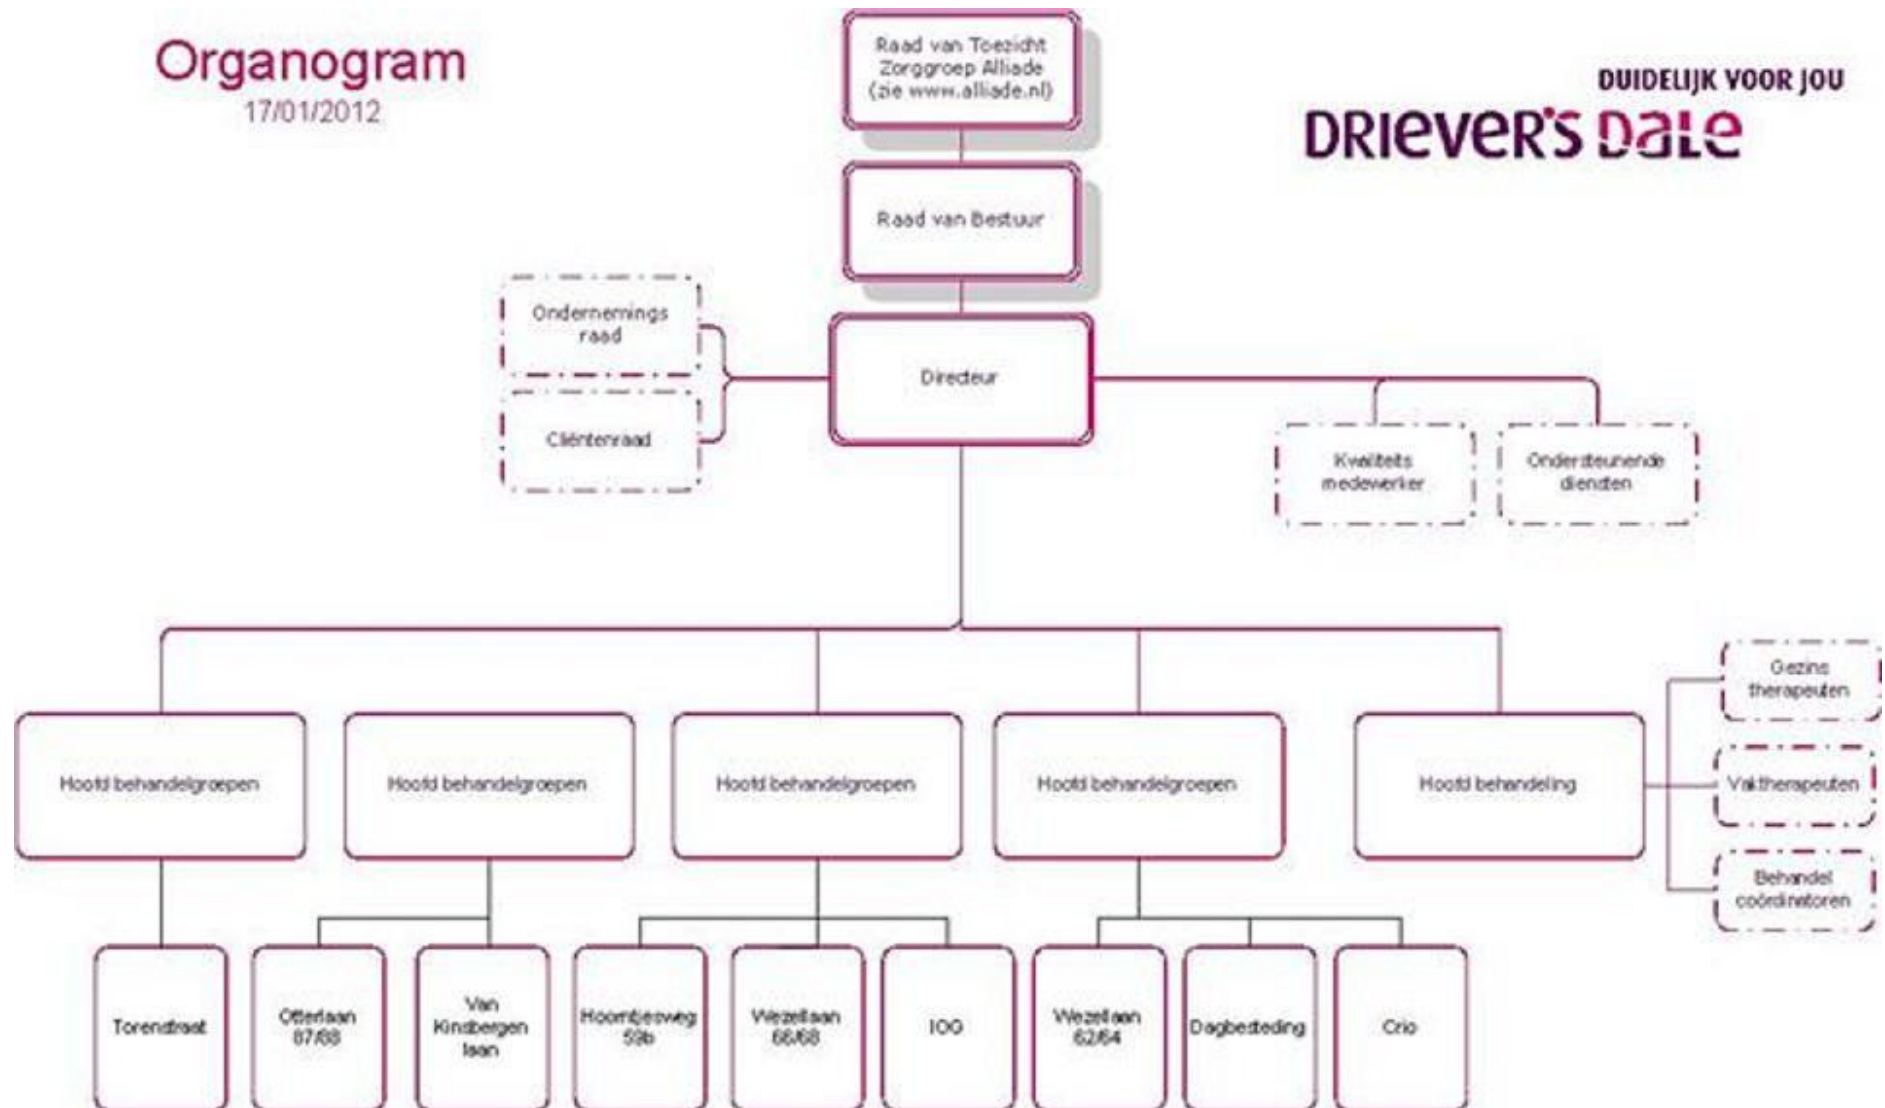 Organogram
17/01/2012
Raad van Toezicht
Zorggroep Alliade
(zie www.alliade.nl)
DUIDELIJK VOOR JOU
DRIEVER'S DALE
Raad van Bestuur
Ondernemings
raad
Cliëntenraad
Directeur
Kwaliteits
medewerker
Ondersteunende
diensten
Hoofd behandelgroepen
Hoofd behandelgroepen
Hoofd behandelgroepen
Hoofd behandelgroepen
Hoofd behandeling
Gezins
therapeuten
Vaktherapeuten
Behandel
coördinatoren
Torenstraat
Otterlaan
87/88
Van
Kinsbergen
laan
Hoorntjesweg
59b
Wezellaan
66/68
IOG
Wezellaan
62/64
Dagbesteding
Crio